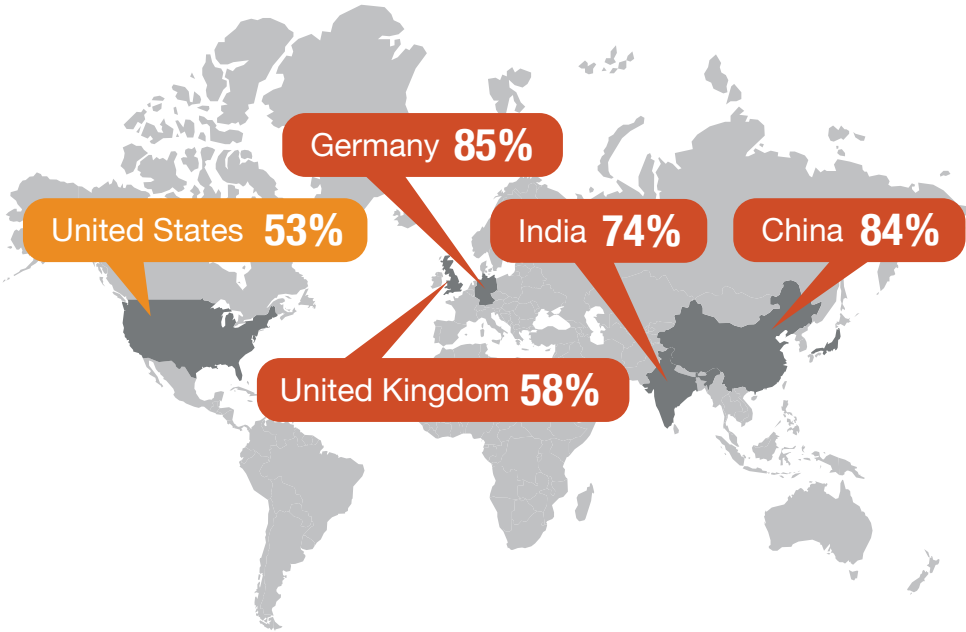 Germany 85%
United States 53%
India 74%
China 84%
United Kingdom 58%